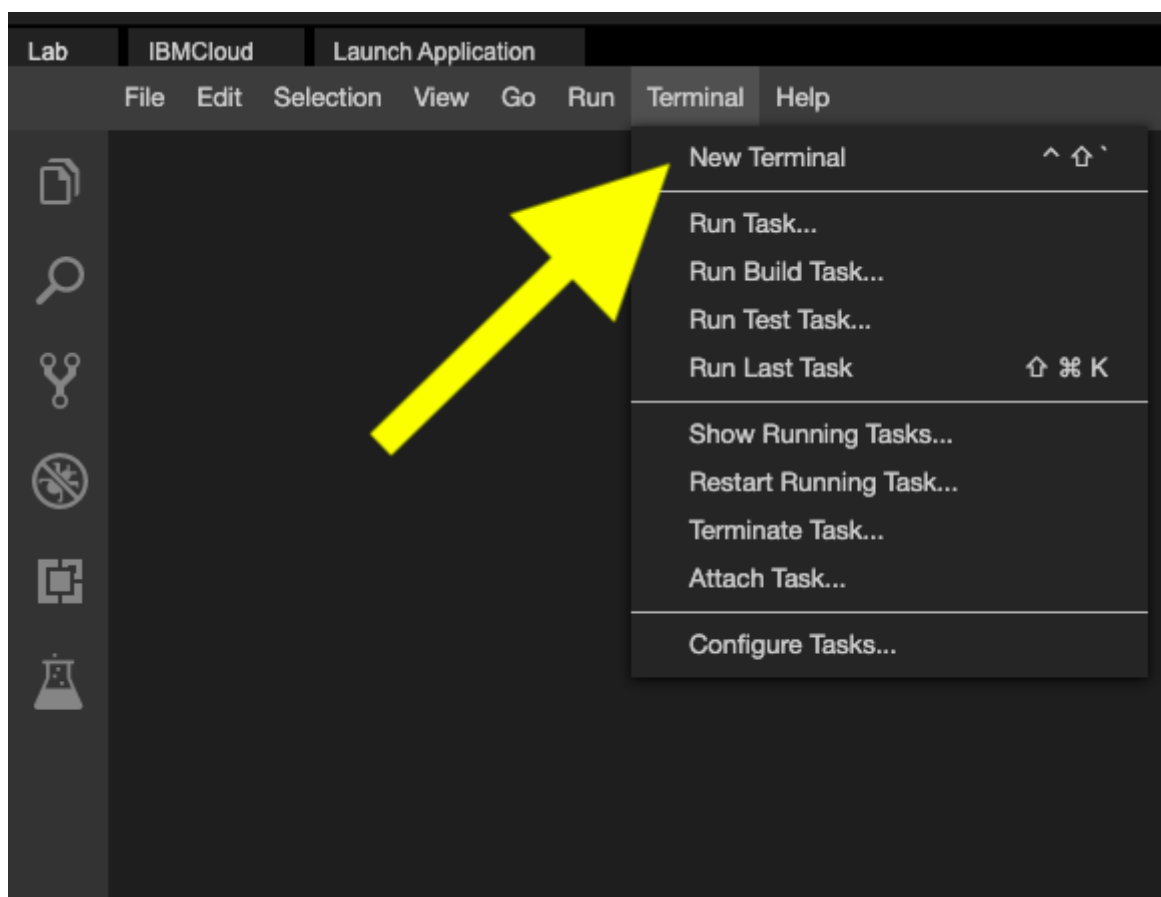 Lab IBMCloud Launch Application
File Edit Selection View Go Run Terminal Help
New Terminal ^ ⇧ `
Run Task...
Run Build Task...
Run Test Task...
Run Last Task ⇧ ⌘ K
Show Running Tasks...
Restart Running Task...
Terminate Task...
Attach Task...
Configure Tasks...